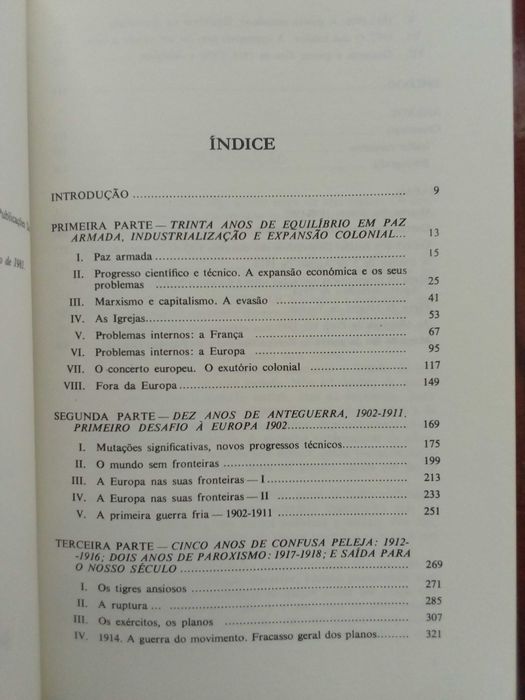 Publicações
o de 1981.
ÍNDICE
INTRODUÇÃO ........ 9
PRIMEIRA PARTE — TRINTA ANOS DE EQUILÍBRIO EM PAZ
ARMADA, INDUSTRIALIZAÇÃO E EXPANSÃO COLONIAL... 13
I. Paz armada ........ 15
II. Progresso científico e técnico. A expansão económica e os seus
problemas ........ 25
III. Marxismo e capitalismo. A evasão ........ 41
IV. As Igrejas........ 53
V. Problemas internos: a França ........ 67
VI. Problemas internos: a Europa ........ 95
VII. O concerto europeu. O exutório colonial ........ 117
VIII. Fora da Europa ........ 149
SEGUNDA PARTE — DEZ ANOS DE ANTEGUERRA, 1902-1911.
PRIMEIRO DESAFIO À EUROPA 1902........ 169
I. Mutações significativas, novos progressos técnicos........ 175
II. O mundo sem fronteiras ........ 199
III. A Europa nas suas fronteiras — I ........ 213
IV. A Europa nas suas fronteiras — II ........ 233
V. A primeira guerra fria — 1902-1911 ........ 251
TERCEIRA PARTE — CINCO ANOS DE CONFUSA PELEJA: 1912-
-1916; DOIS ANOS DE PAROXISMO: 1917-1918; E SAÍDA PARA
O NOSSO SÉCULO ........ 269
I. Os tigres ansiosos ........ 271
II. A ruptura ... ........ 285
III. Os exércitos, os planos ........ 307
IV. 1914. A guerra do movimento. Fracasso geral dos planos........ 321